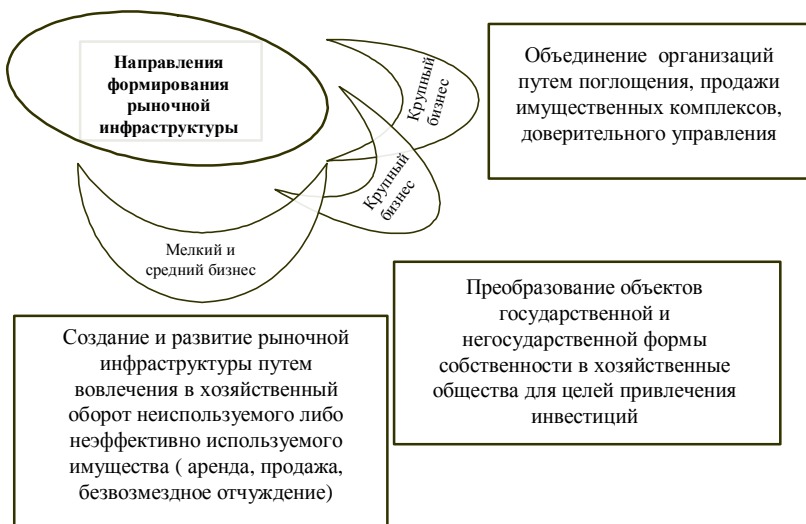 Направления
формирования
рыночной
инфраструктуры
Крупный
бизнес
Объединение организаций
путем поглощения, продажи
имущественных комплексов,
доверительного управления
Крупный
бизнес
Мелкий и
средний бизнес
Преобразование объектов
государственной и
негосударственной формы
собственности в хозяйственные
общества для целей привлечения
инвестиций
Создание и развитие рыночной
инфраструктуры путем
вовлечения в хозяйственный
оборот неиспользуемого либо
неэффективно используемого
имущества ( аренда, продажа,
безвозмездное отчуждение)